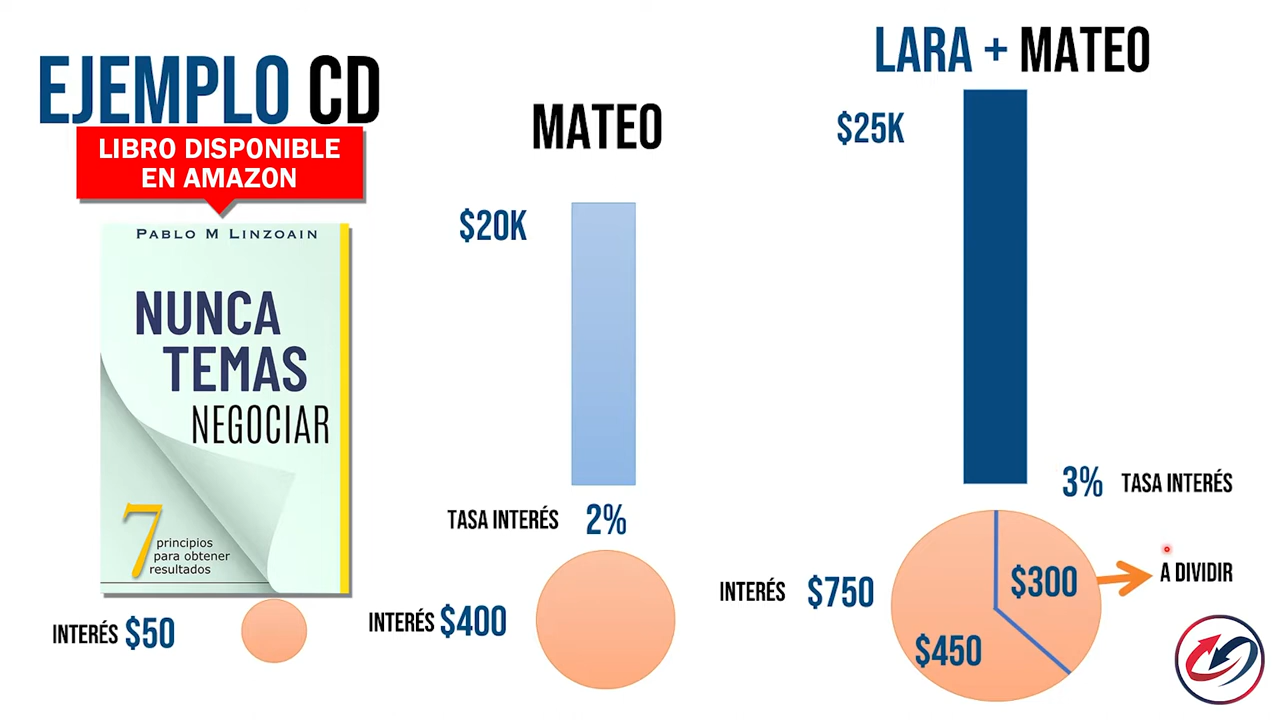 EJEMPLO CD
LIBRO DISPONIBLE
EN AMAZON
PABLO M LINZOAIN
NUNCA
TEMAS
NEGOCIAR
7 principios
para obtener
resultados
INTERÉS $50
MATEO
$20K
TASA INTERÉS 2%
INTERÉS $400
LARA + MATEO
$25K
3% TASA INTERÉS
INTERÉS $750
$300
A DIVIDIR
$450